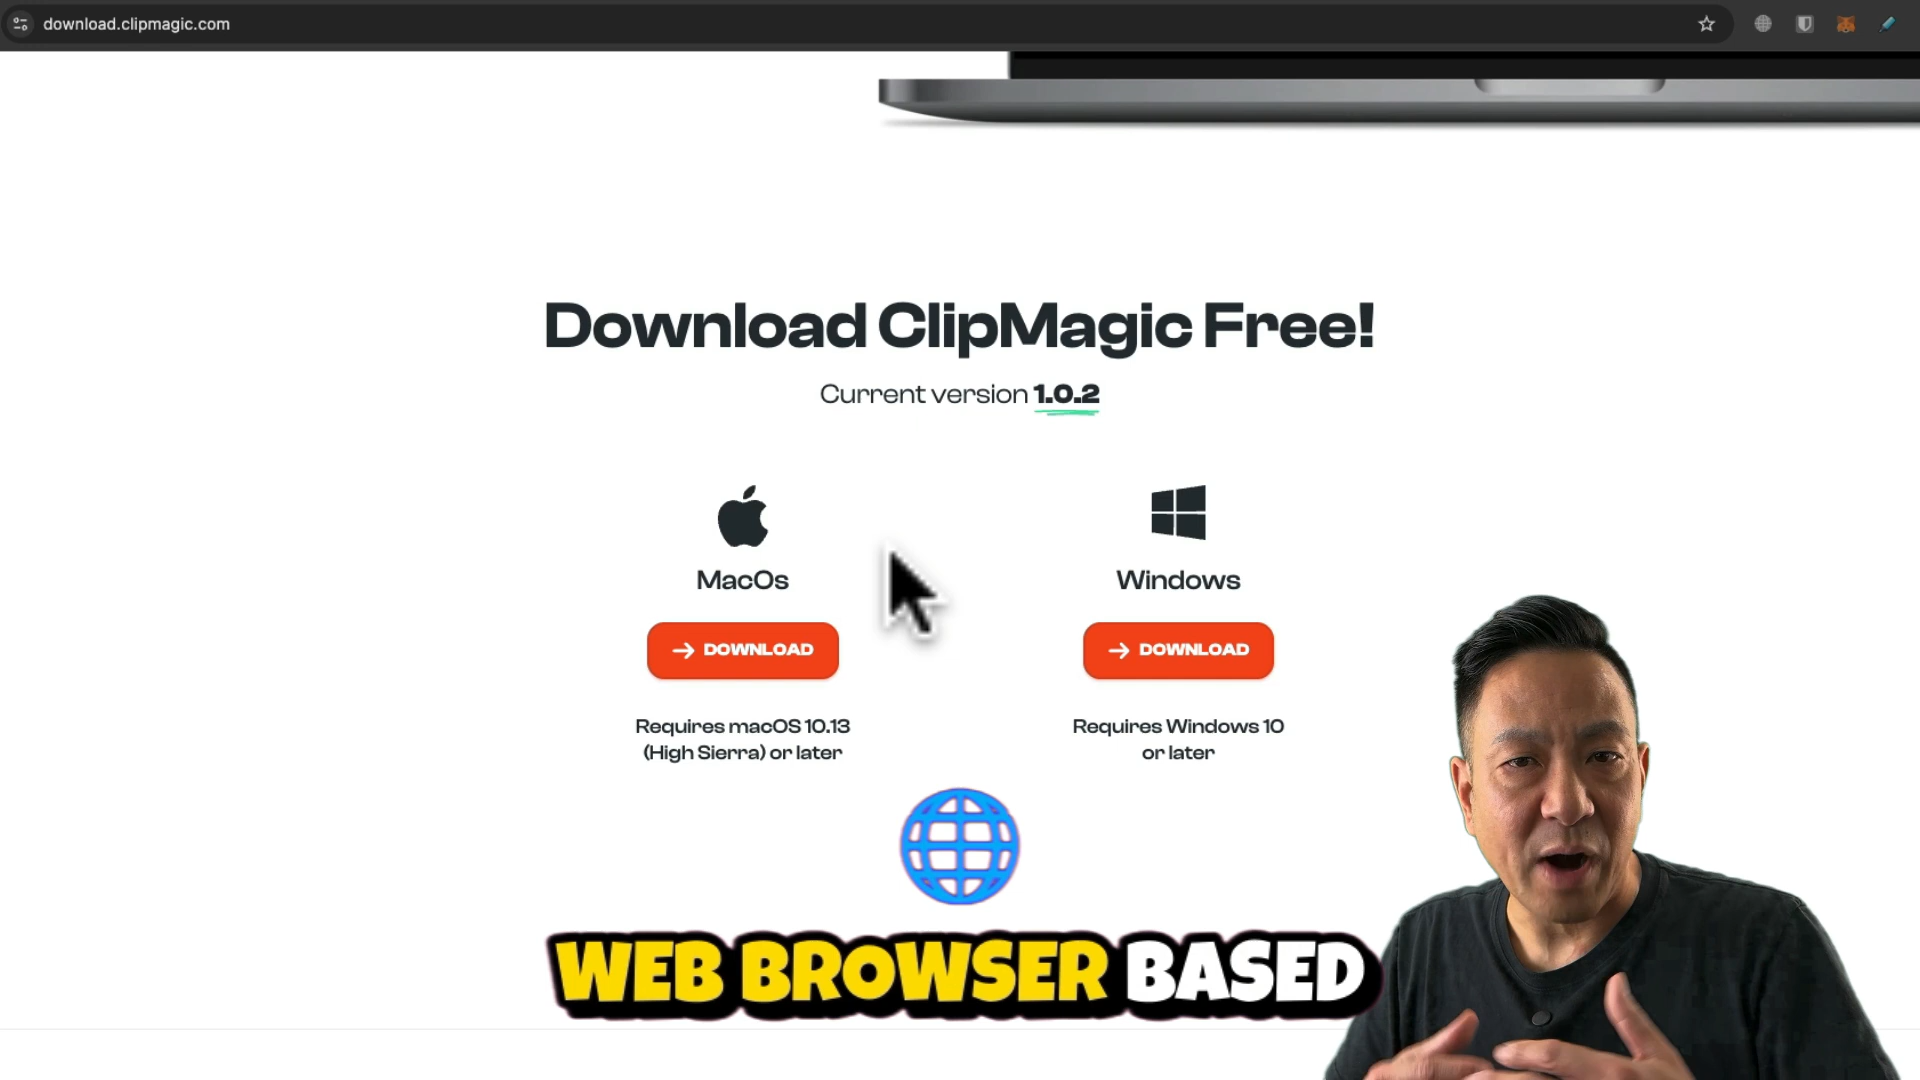 download.clipmagic.com
Download ClipMagic Free!
Current version 1.0.2
MacOs
Windows
DOWNLOAD
DOWNLOAD
Requires macOS 10.13
(High Sierra) or later
Requires Windows 10
or later
WEB BROWSER BASED